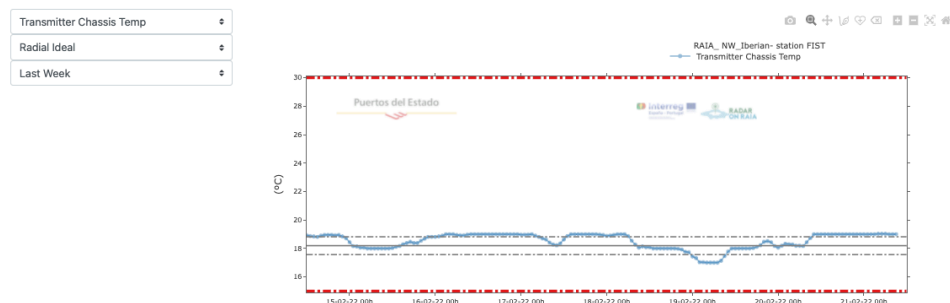 Transmitter Chassis Temp
Radial Ideal
Last Week
RAIA_ NW_Iberian- station FIST
Transmitter Chassis Temp
Puertos del Estado
interreg
RADAR
ON RAIA
(ºC)
30
28
26
24
22
20
18
16
15-02-22 00h
16-02-22 00h
17-02-22 00h
18-02-22 00h
19-02-22 00h
20-02-22 00h
21-02-22 00h